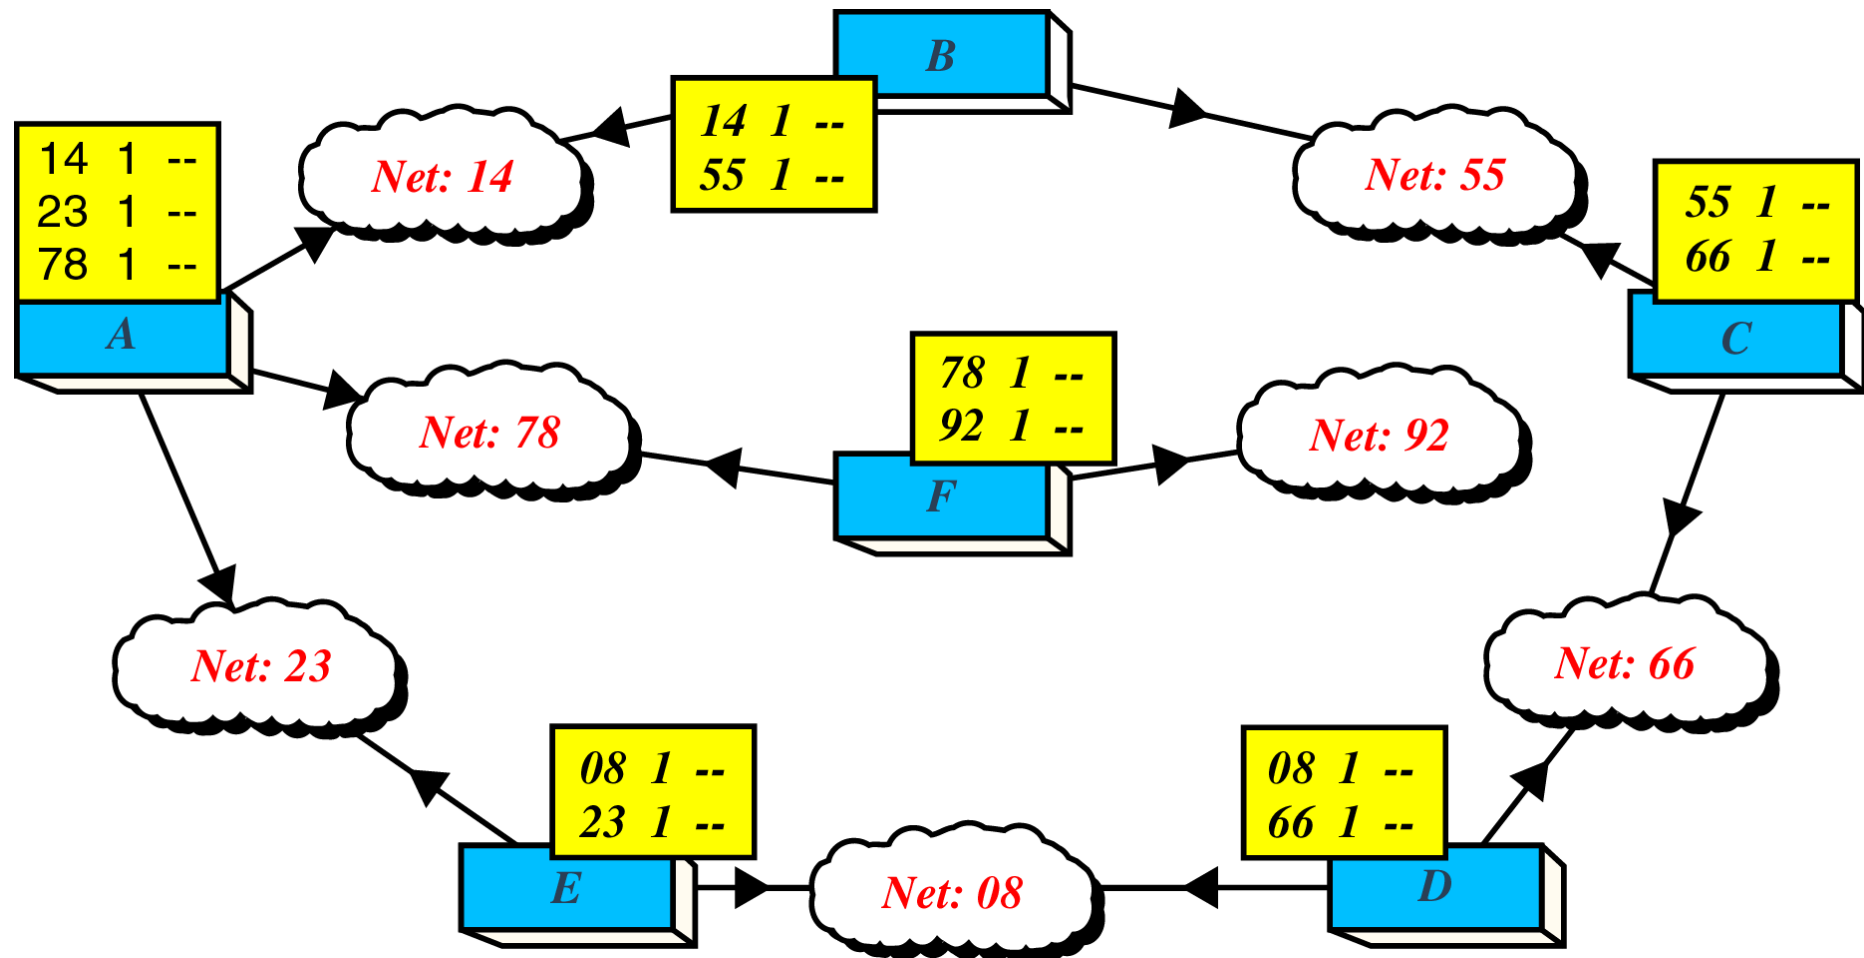 B
14 1 --
55 1 --
14 1 --
23 1 --
78 1 --
Net: 14
Net: 55
55 1 --
66 1 --
A
C
78 1 --
92 1 --
Net: 78
Net: 92
F
Net: 23
Net: 66
08 1 --
23 1 --
08 1 --
66 1 --
E
Net: 08
D